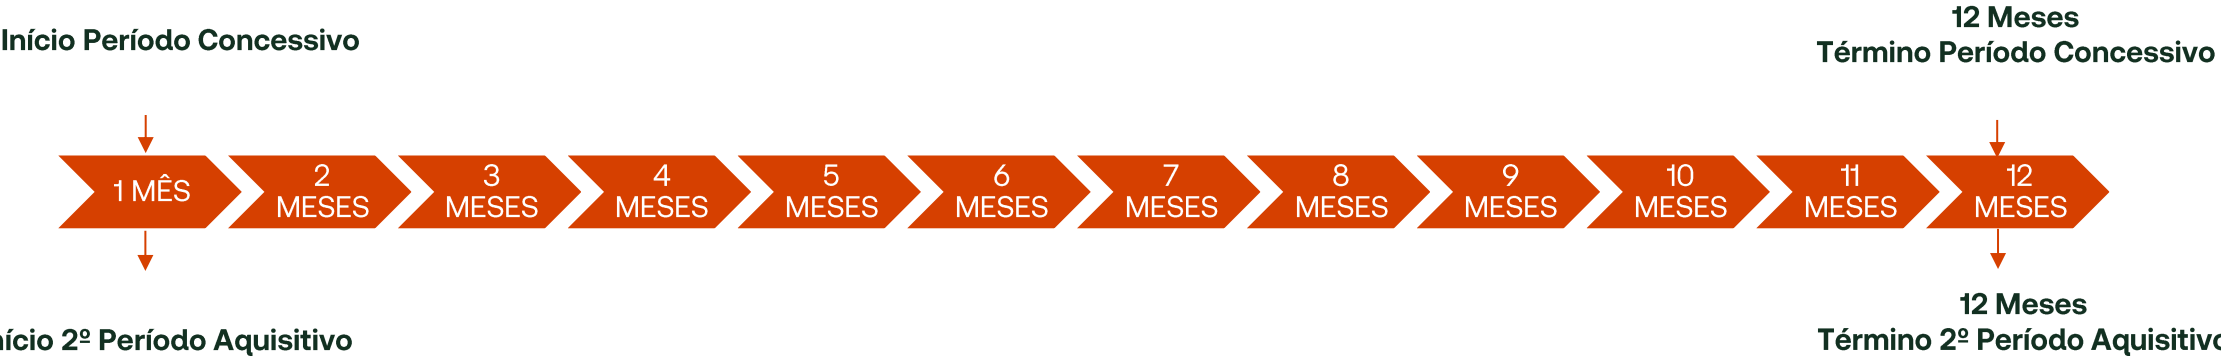 Início Período Concessivo
12 Meses
Término Período Concessivo
1 MÊS
2
MESES
3
MESES
4
MESES
5
MESES
6
MESES
7
MESES
8
MESES
9
MESES
10
MESES
11
MESES
12
MESES
nício 2º Período Aquisitivo
12 Meses
Término 2º Período Aquisitivo